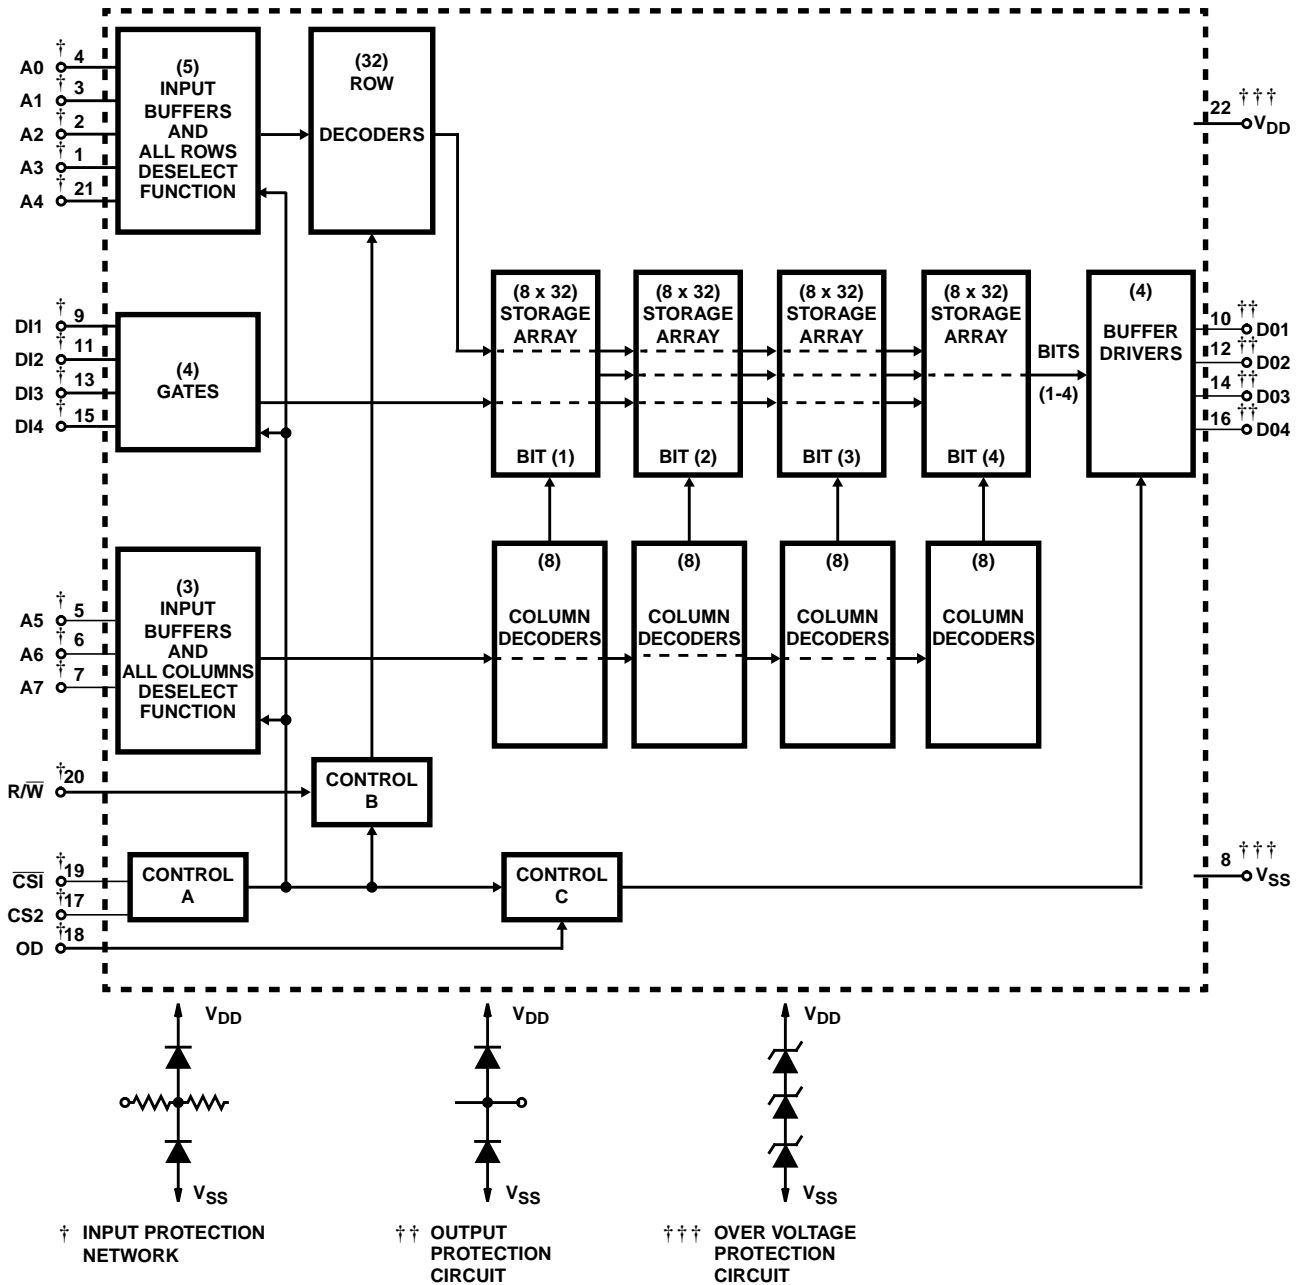 † 4
A0
† 3
A1
† 2
A2
† 1
A3
† 21
A4
(5)
INPUT
BUFFERS
AND
ALL ROWS
DESELECT
FUNCTION
(32)
ROW
DECODERS
22 †††
VDD
† 9
DI1
† 11
DI2
† 13
DI3
† 15
DI4
(4)
GATES
(8 x 32)
STORAGE
ARRAY
BIT (1)
(8 x 32)
STORAGE
ARRAY
BIT (2)
(8 x 32)
STORAGE
ARRAY
BIT (3)
(8 x 32)
STORAGE
ARRAY
BIT (4)
BITS
(1-4)
(4)
BUFFER
DRIVERS
10 ††
D01
12 ††
D02
14 ††
D03
16 ††
D04
† 5
A5
† 6
A6
† 7
A7
(3)
INPUT
BUFFERS
AND
ALL COLUMNS
DESELECT
FUNCTION
(8)
COLUMN
DECODERS
(8)
COLUMN
DECODERS
(8)
COLUMN
DECODERS
(8)
COLUMN
DECODERS
†20
R/W̅
CONTROL
B
†19
C̅S̅I̅
†17
CS2
†18
OD
CONTROL
A
CONTROL
C
8 †††
VSS
VDD
VSS
† INPUT PROTECTION
NETWORK
VDD
VSS
†† OUTPUT
PROTECTION
CIRCUIT
VDD
VSS
††† OVER VOLTAGE
PROTECTION
CIRCUIT